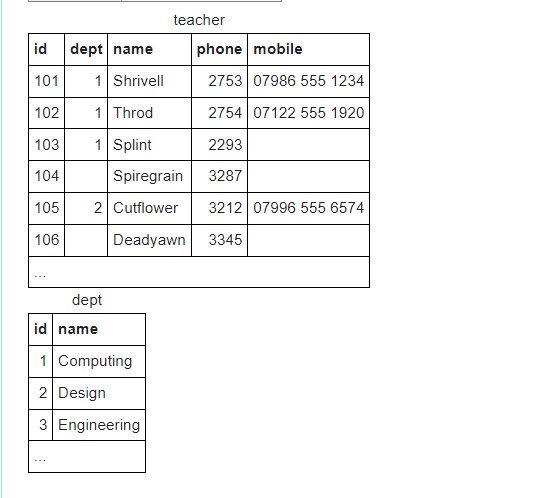 teacher
id dept name phone mobile
101 1 Shrivell 2753 07986 555 1234
102 1 Throd 2754 07122 555 1920
103 1 Splint 2293
104 Spiregrain 3287
105 2 Cutflower 3212 07996 555 6574
106 Deadyawn 3345
...
dept
id name
1 Computing
2 Design
3 Engineering
...